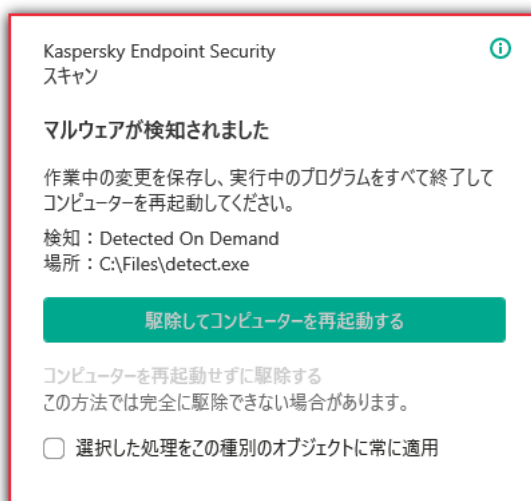 Kaspersky Endpoint Security
スキャン
マルウェアが検知されました
作業中の変更を保存し、実行中のプログラムをすべて終了して
コンピューターを再起動してください。
検知：Detected On Demand
場所：C:\Files\detect.exe
駆除してコンピューターを再起動する
コンピューターを再起動せずに駆除する
この方法では完全に駆除できない場合があります。
選択した処理をこの種別のオブジェクトに常に適用